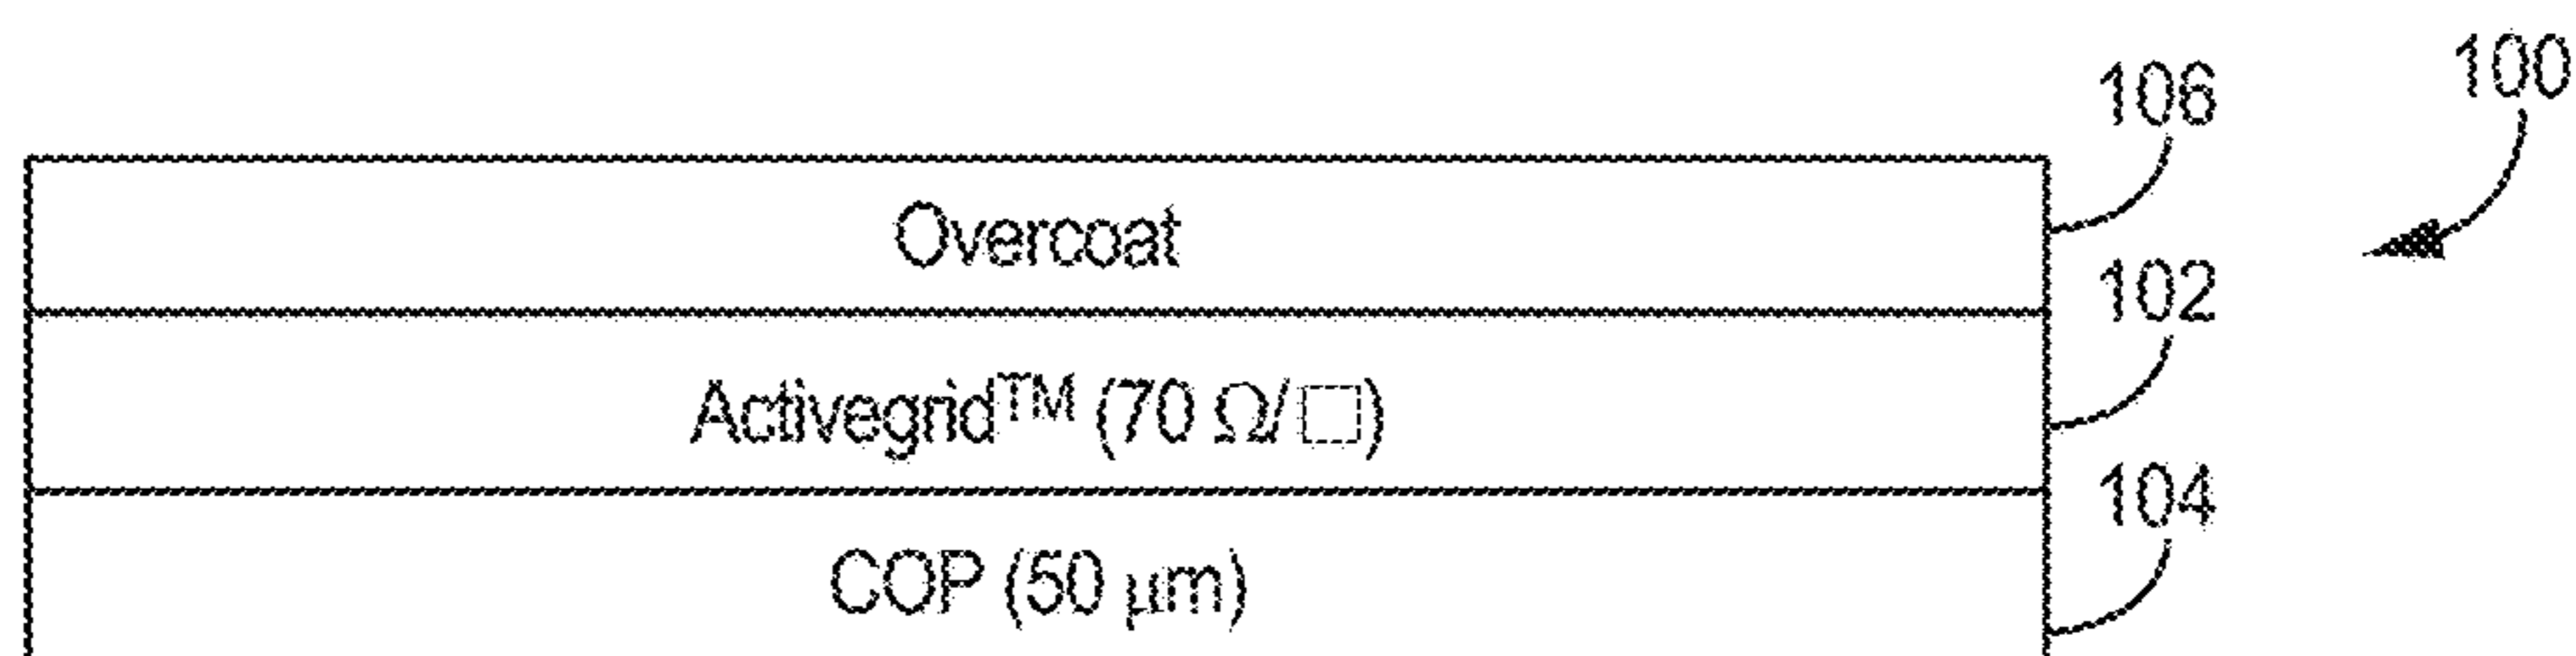 100
106
Overcoat
102
Activegrid™ (70 Ω/□)
104
COP (50 μm)